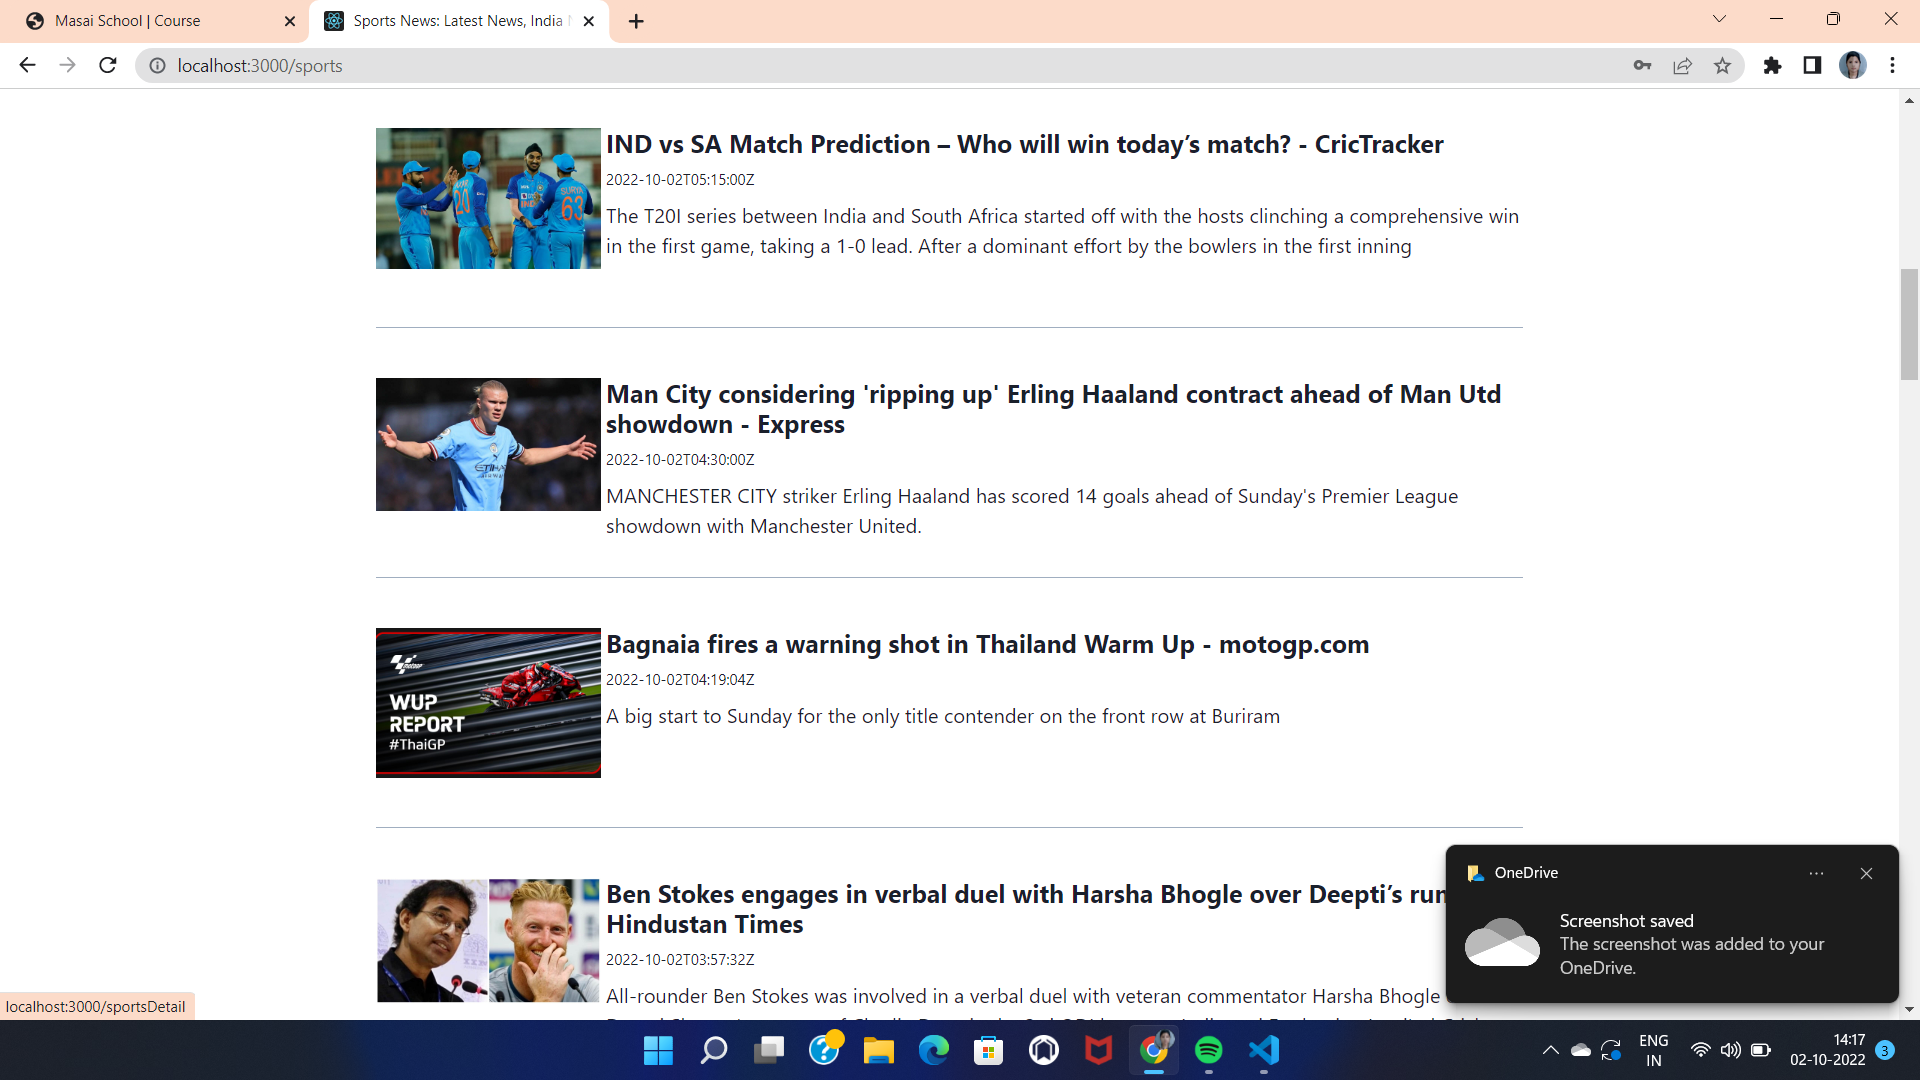 Masai School | Course
Sports News: Latest News, India
localhost:3000/sports
IND vs SA Match Prediction – Who will win today’s match? - CricTracker
2022-10-02T05:15:00Z
The T20I series between India and South Africa started off with the hosts clinching a comprehensive win
in the first game, taking a 1-0 lead. After a dominant effort by the bowlers in the first inning
20
SURYA
63
Man City considering 'ripping up' Erling Haaland contract ahead of Man Utd
showdown - Express
2022-10-02T04:30:00Z
MANCHESTER CITY striker Erling Haaland has scored 14 goals ahead of Sunday's Premier League
showdown with Manchester United.
Bagnaia fires a warning shot in Thailand Warm Up - motogp.com
2022-10-02T04:19:04Z
A big start to Sunday for the only title contender on the front row at Buriram
WUP
REPORT
#ThaiGP
Ben Stokes engages in verbal duel with Harsha Bhogle over Deepti’s run
Hindustan Times
2022-10-02T03:57:32Z
All-rounder Ben Stokes was involved in a verbal duel with veteran commentator Harsha Bhogle
OneDrive
Screenshot saved
The screenshot was added to your
OneDrive.
localhost:3000/sportsDetail
ENG
IN
14:17
02-10-2022
3